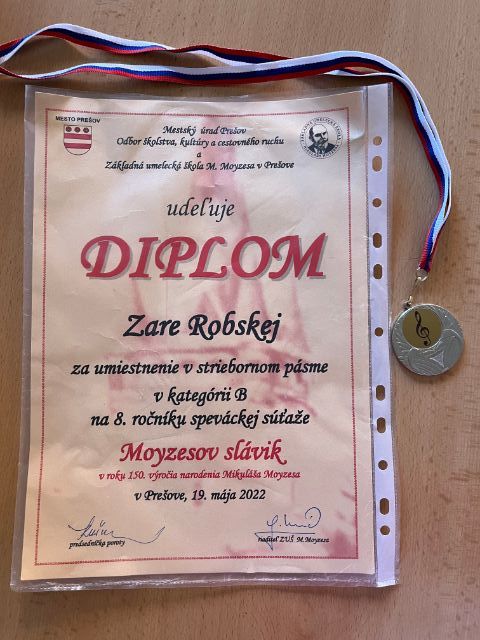 MESTO PREŠOV
Mestský úrad Prešov
Odbor školstva, kultúry a cestovného ruchu
a
Základná umelecká škola M. Moyzesa v Prešove
udeľuje
DIPLOM
Zare Robskej
za umiestnenie v striebornom pásme
v kategórii B
na 8. ročníku speváckej súťaže
Moyzesov slávik
v roku 150. výročia narodenia Mikuláša Moyzesa
v Prešove, 19. mája 2022
predsedníčka poroty
riaditeľ ZUŠ M.Moyzesa